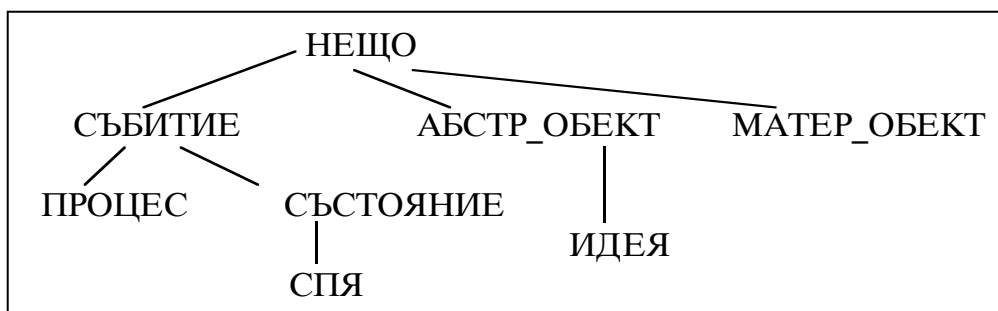 НЕЩО
СЪБИТИЕ АБСТР_ОБЕКТ МАТЕР_ОБЕКТ
ПРОЦЕС СЪСТОЯНИЕ
ИДЕЯ
СПЯ